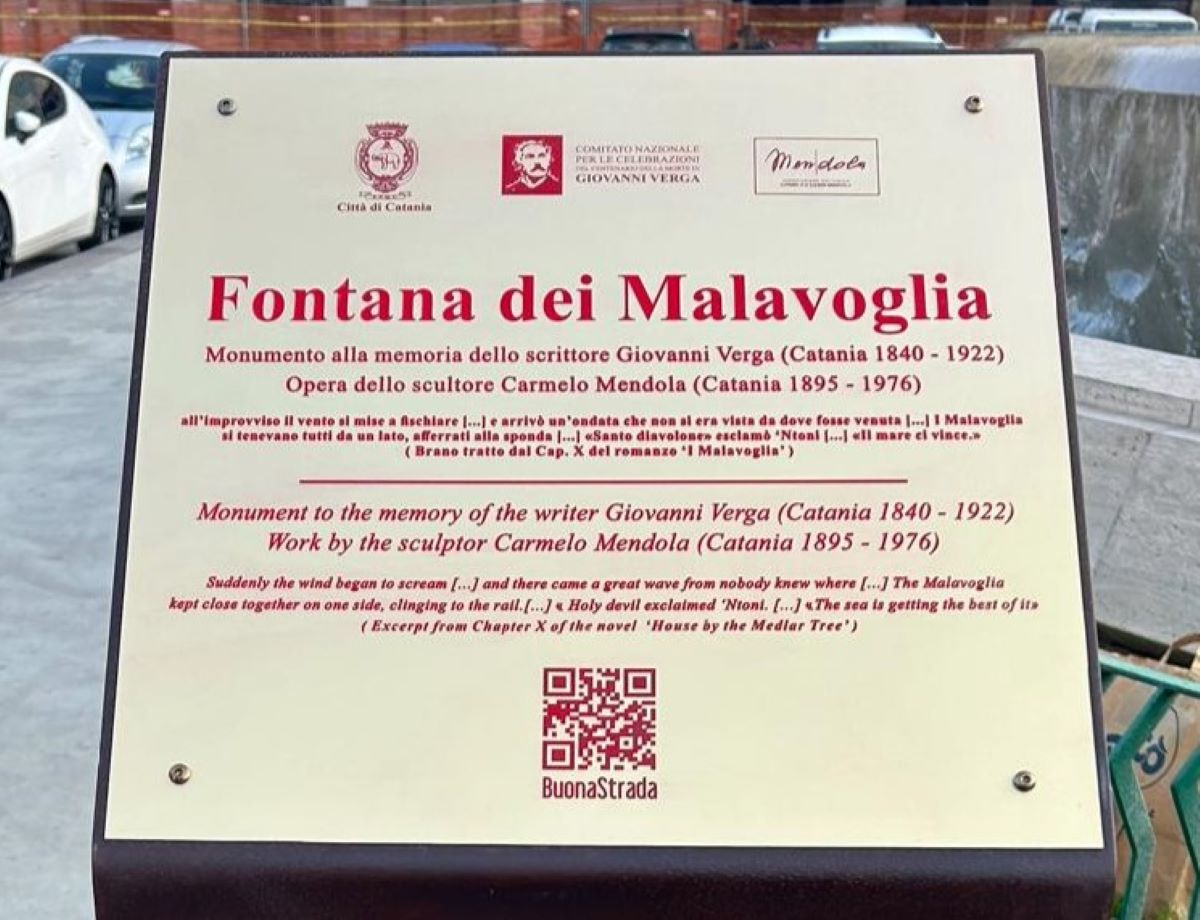 Città di Catania
COMITATO NAZIONALE
PER LE CELEBRAZIONI
DEL CENTENARIO DELLA MORTE DI
GIOVANNI VERGA
Mendola
Fontana dei Malavoglia
Monumento alla memoria dello scrittore Giovanni Verga (Catania 1840 - 1922)
Opera dello scultore Carmelo Mendola (Catania 1895 - 1976)
all'improvviso il vento si mise a fischiare [...] e arrivò un'ondata che non si era vista da dove fosse venuta [...] I Malavoglia
si tenevano tutti da un lato, afferrati alla sponda [...] «Santo diavolone» esclamò 'Ntoni [...] «Il mare ci vince.»
( Brano tratto dal Cap. X del romanzo 'I Malavoglia' )
Monument to the memory of the writer Giovanni Verga (Catania 1840 - 1922)
Work by the sculptor Carmelo Mendola (Catania 1895 - 1976)
Suddenly the wind began to scream [...] and there came a great wave from nobody knew where [...] The Malavoglia
kept close together on one side, clinging to the rail.[...] « Holy devil exclaimed 'Ntoni. [...] «The sea is getting the best of it»
( Excerpt from Chapter X of the novel 'House by the Medlar Tree' )
BuonaStrada